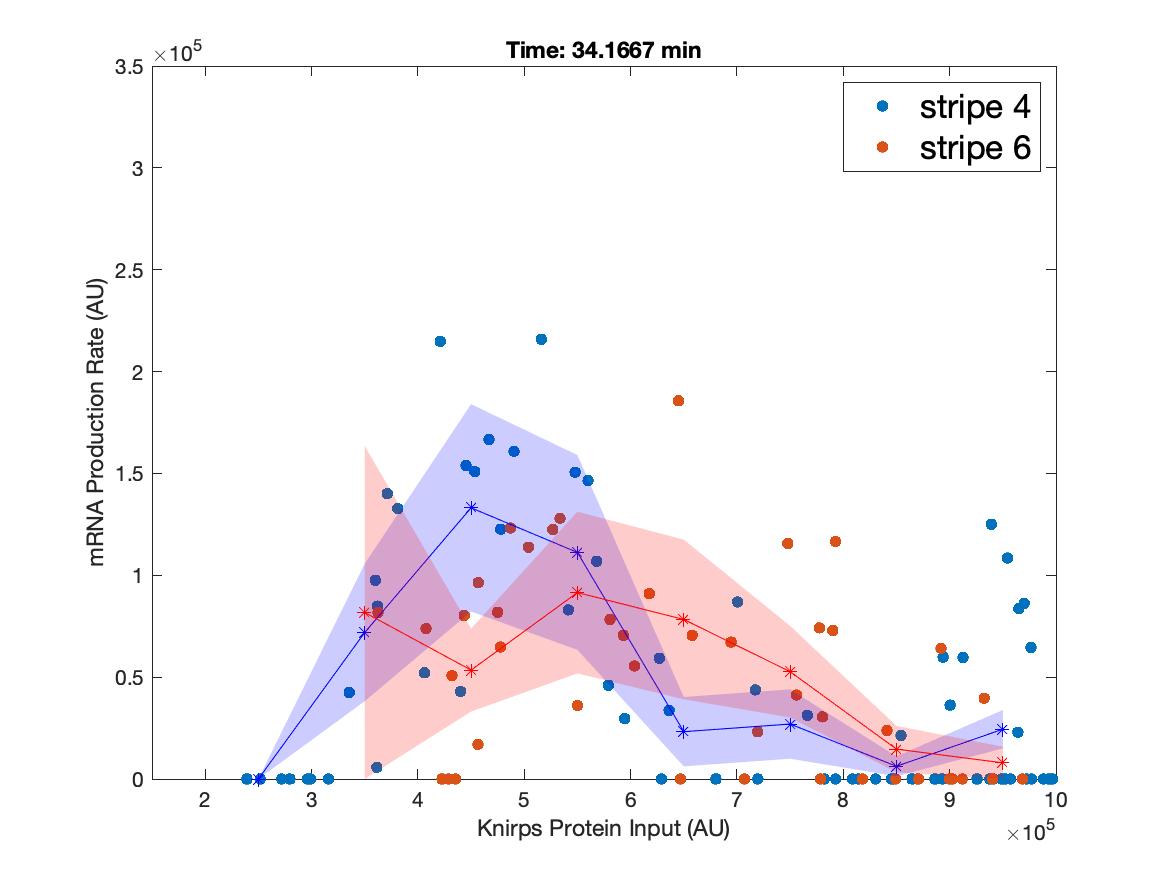 Time: 34.1667 min
×10^5
3.5
3
2.5
2
1.5
1
0.5
0
mRNA Production Rate (AU)
stripe 4
stripe 6
2 3 4 5 6 7 8 9 10
Knirps Protein Input (AU)
×10^5